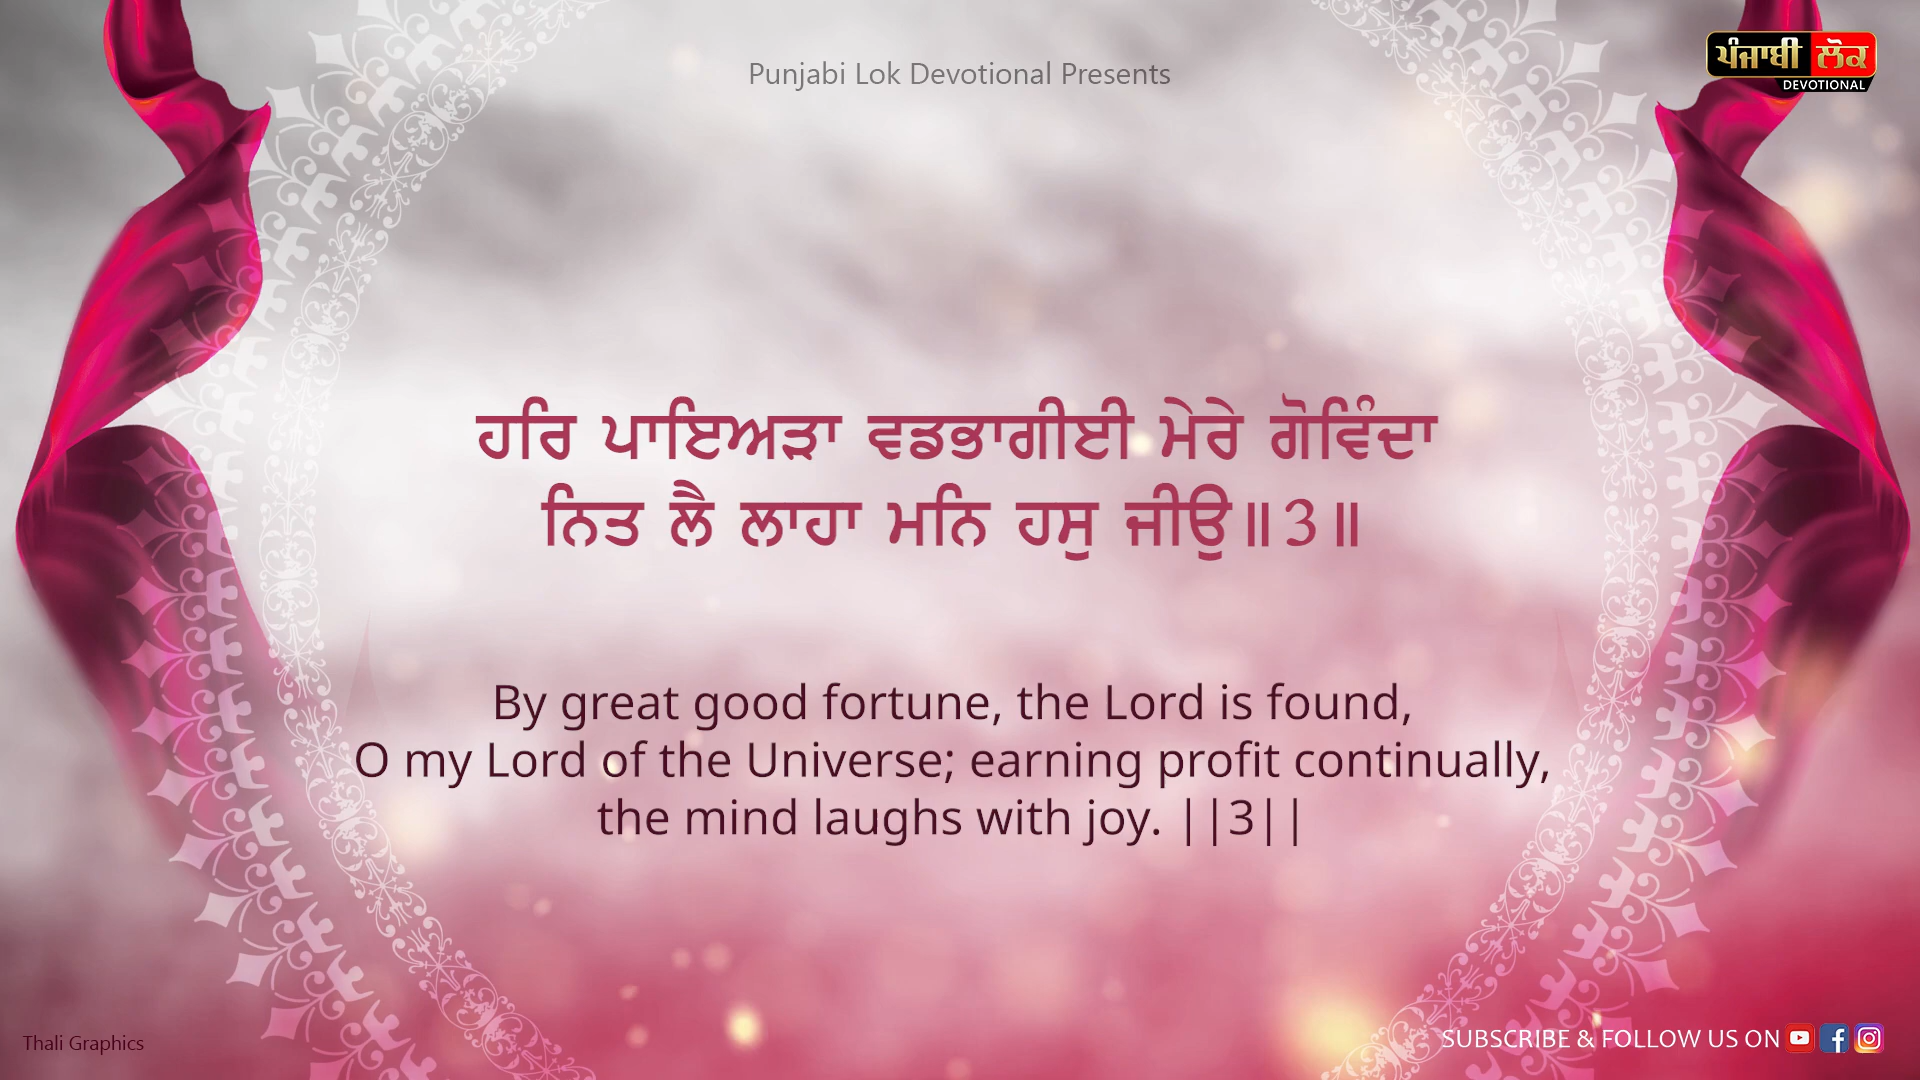 Punjabi Lok Devotional Presents
ਪੰਜਾਬੀ ਲੋਕ
DEVOTIONAL
ਹਰਿ ਪਾਇਅੜਾ ਵਡਭਾਗੀਈ ਮੇਰੇ ਗੋਵਿੰਦਾ
ਨਿਤ ਲੈ ਲਾਹਾ ਮਨਿ ਹਸੁ ਜੀਉ॥3॥
By great good fortune, the Lord is found,
O my Lord of the Universe; earning profit continually,
the mind laughs with joy. ||3||
Thali Graphics
SUBSCRIBE & FOLLOW US ON